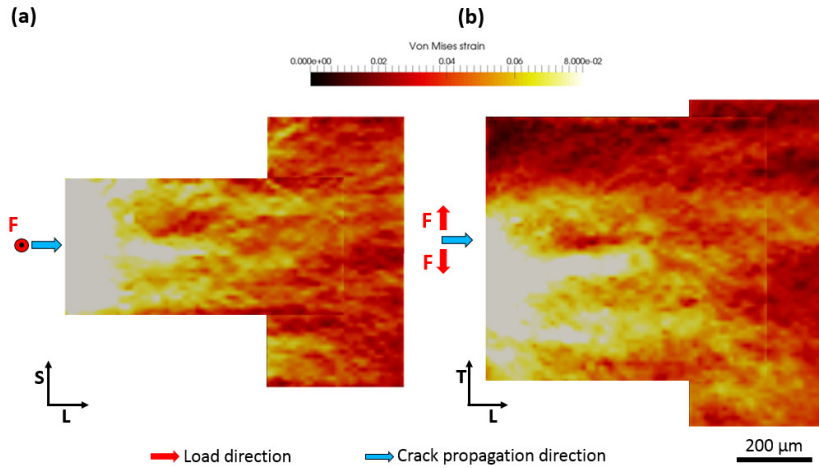 (a)
(b)
Von Mises strain
0.000e+00 0.02 0.04 0.06 8.000e-02
F
F
F
S
L
T
L
Load direction
Crack propagation direction
200 µm